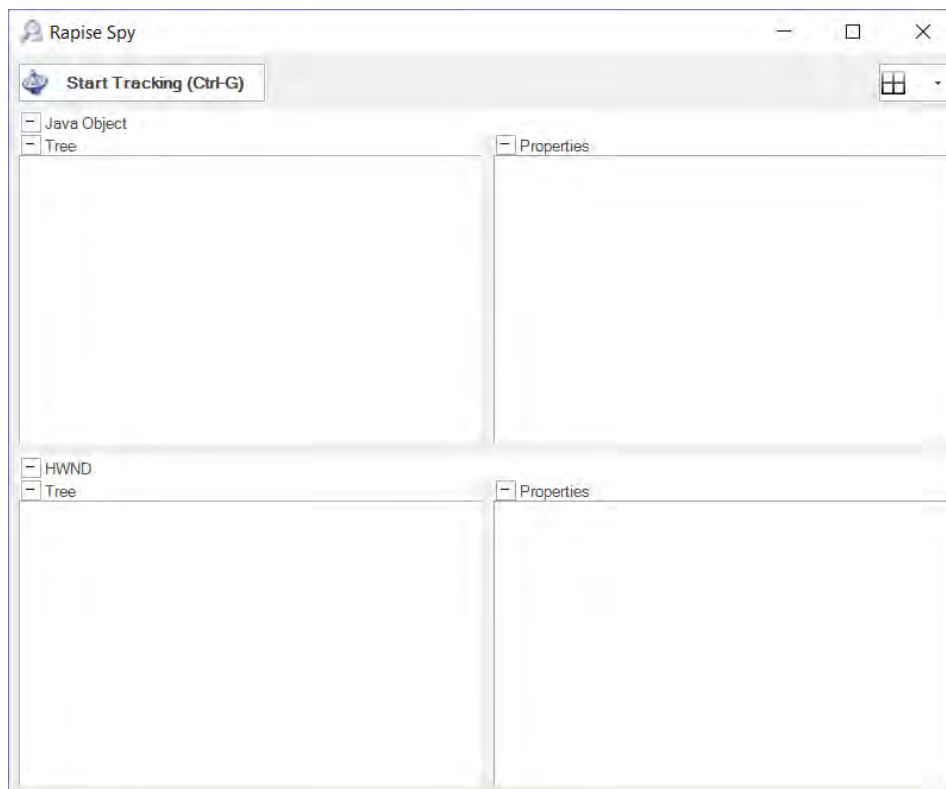 Rapise Spy
Start Tracking (Ctrl-G)
Java Object
Tree
Properties
HWND
Tree
Properties